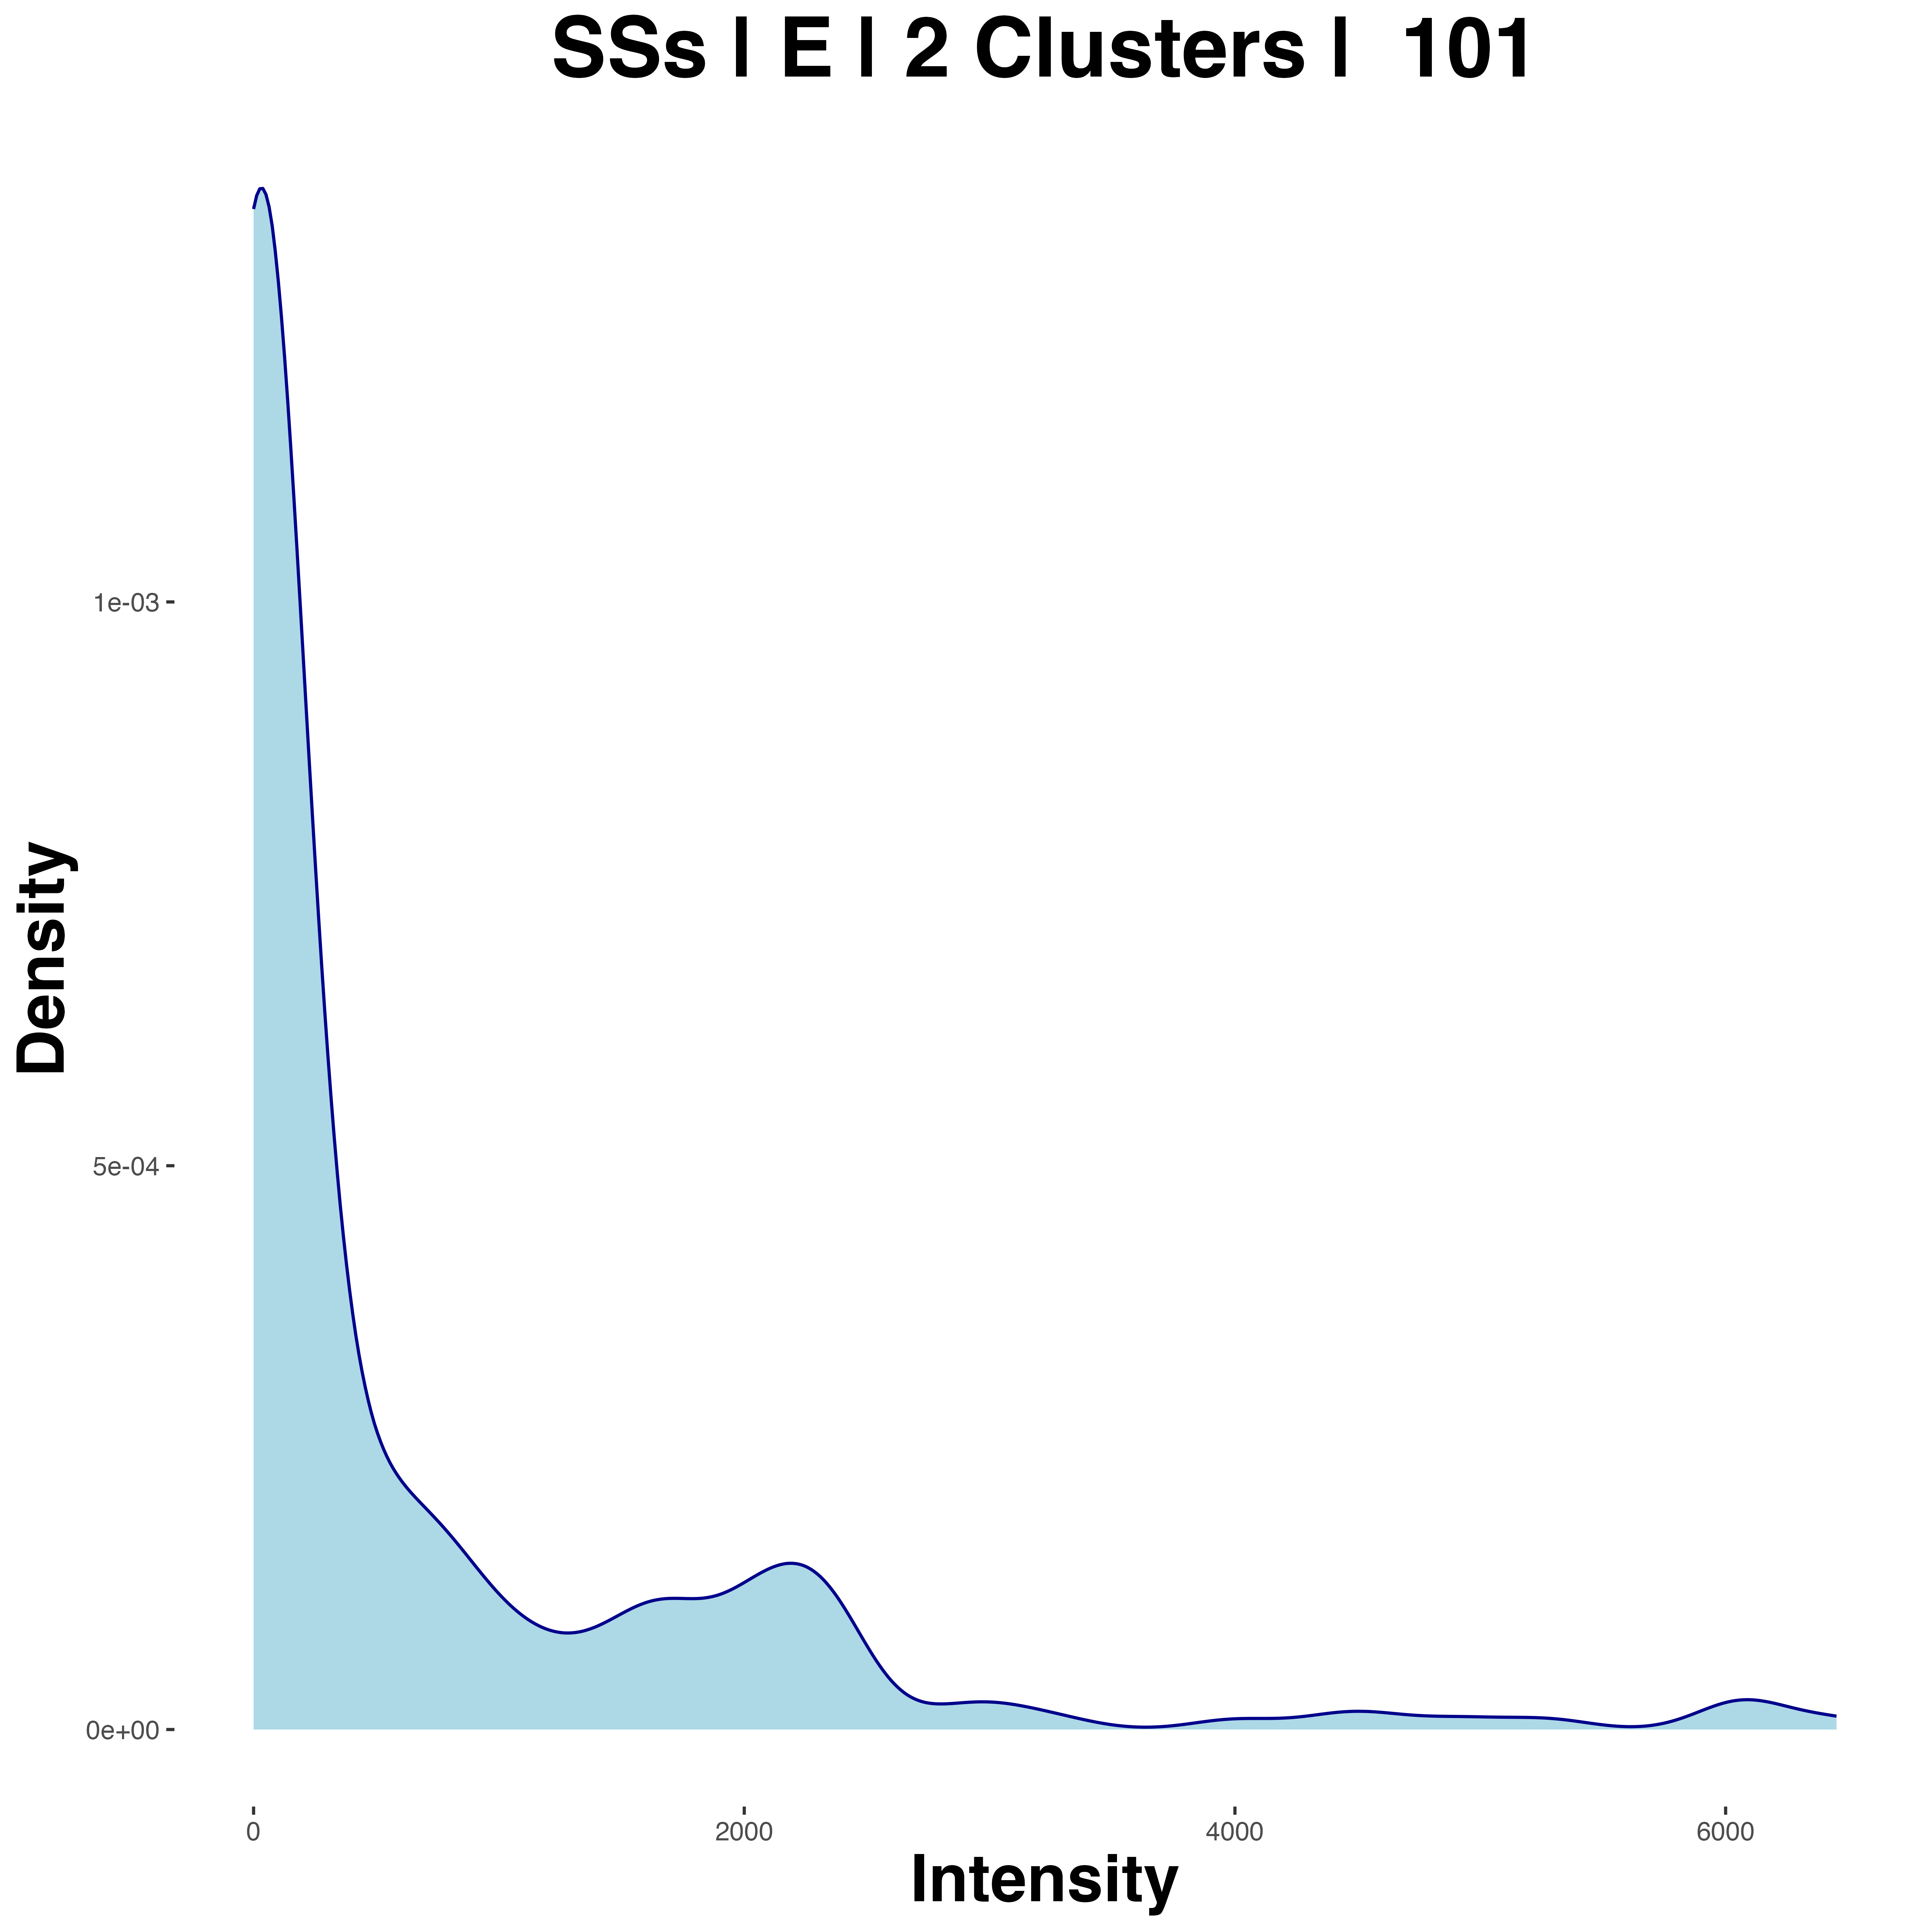 SSs | E | 2 Clusters | 101
Density
1e-03
5e-04
0e+00
0 2000 4000 6000
Intensity